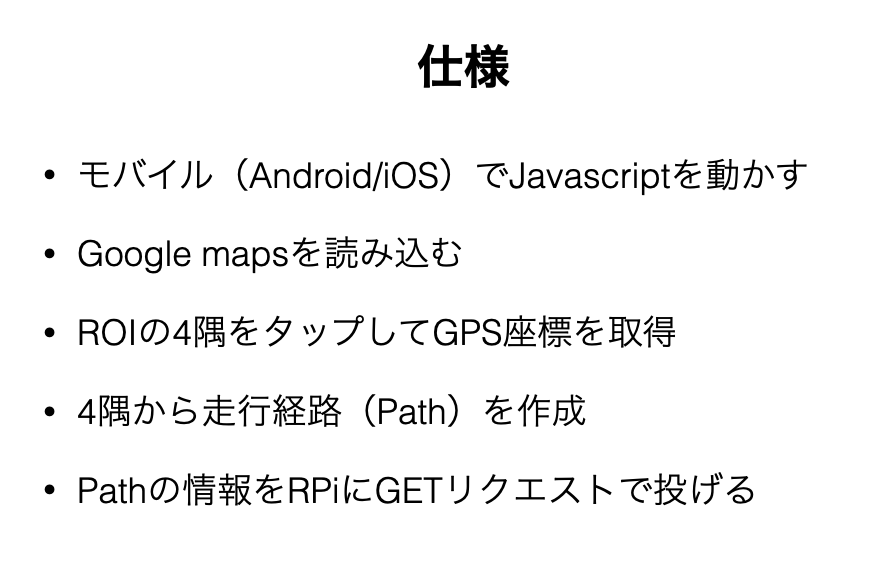 仕様
• モバイル（Android/iOS）でJavascriptを動かす
• Google mapsを読み込む
• ROIの4隅をタップしてGPS座標を取得
• 4隅から走行経路（Path）を作成
• Pathの情報をRPiにGETリクエストで投げる